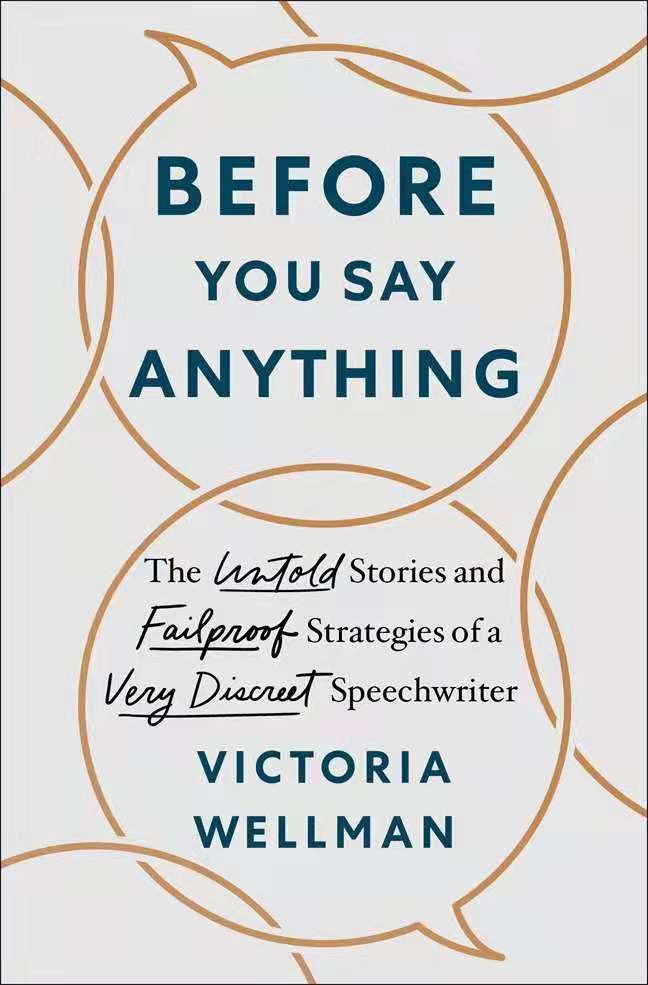 BEFORE
YOU SAY
ANYTHING
The Untold Stories and
Failproof Strategies of a
Very Discreet Speechwriter
VICTORIA
WELLMAN